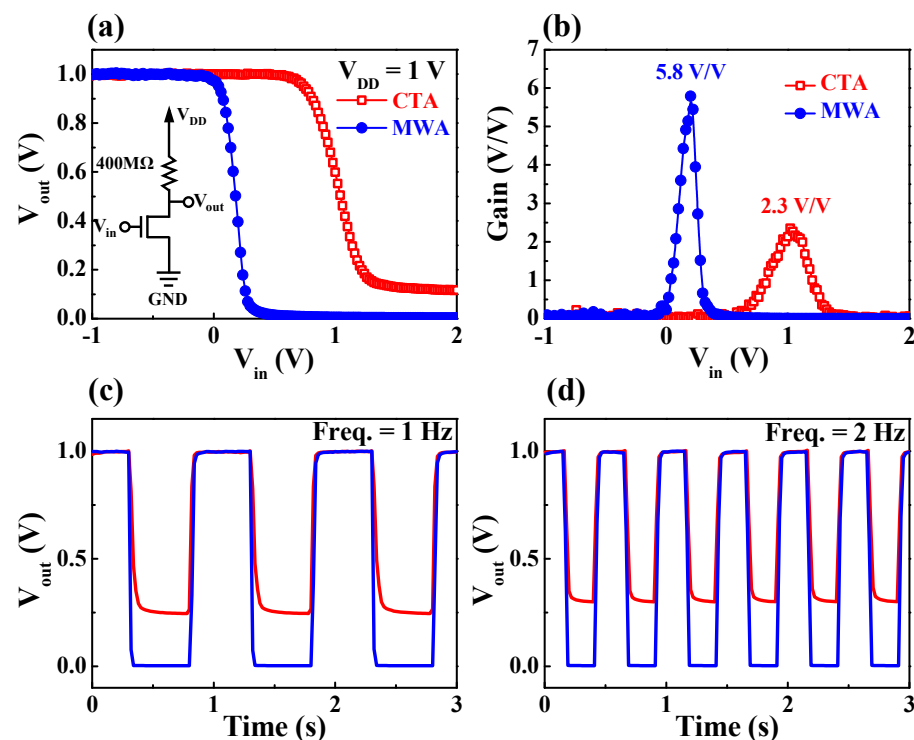 (a)
V_DD = 1 V
CTA
MWA
V_DD
400MΩ
V_out
V_in
GND
1.0
0.8
0.6
0.4
0.2
0.0
V_out (V)
-1 0 1 2
V_in (V)
(b)
5.8 V/V
CTA
MWA
2.3 V/V
7
6
5
4
3
2
1
0
Gain (V/V)
-1 0 1 2
V_in (V)
(c)
Freq. = 1 Hz
1.0
0.5
0.0
V_out (V)
0 1 2 3
Time (s)
(d)
Freq. = 2 Hz
1.0
0.5
0.0
V_out (V)
0 1 2 3
Time (s)